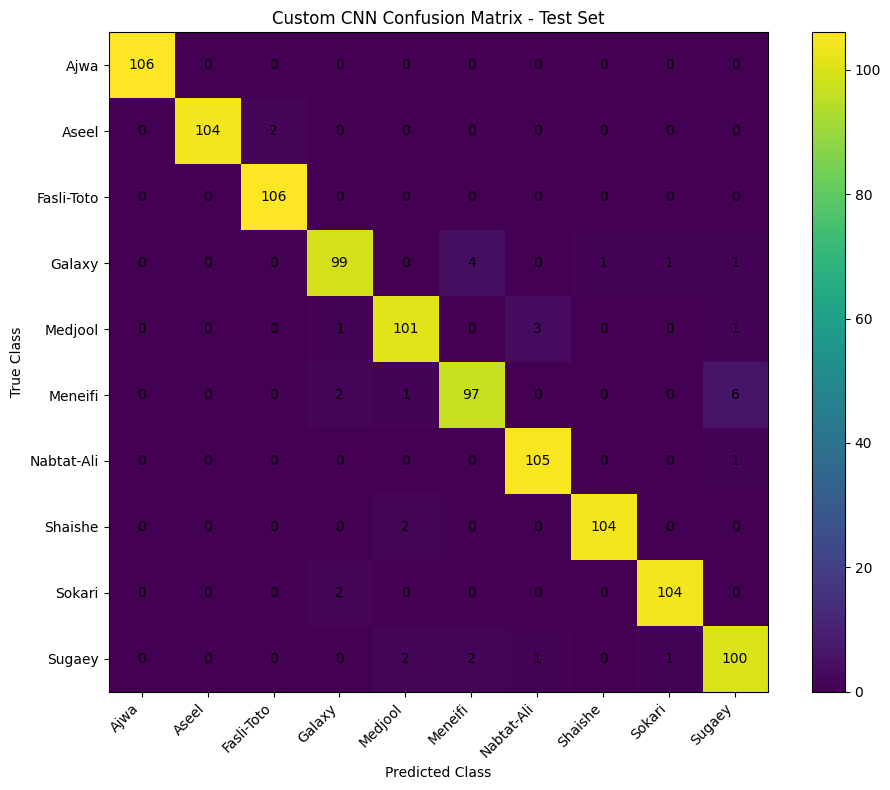 Custom CNN Confusion Matrix - Test Set
Ajwa 106 0 0 0 0 0 0 0 0 0
Aseel 0 104 2 0 0 0 0 0 0 0
Fasli-Toto 0 0 106 0 0 0 0 0 0 0
Galaxy 0 0 0 99 0 4 0 1 1 1
Medjool 0 0 0 1 101 0 3 0 0 1
Meneifi 0 0 0 2 1 97 0 0 0 6
Nabtat-Ali 0 0 0 0 0 0 105 0 0 1
Shaishe 0 0 0 0 2 0 0 104 0 0
Sokari 0 0 0 2 0 0 0 0 104 0
Sugaey 0 0 0 0 2 2 1 0 1 100
True Class
Ajwa Aseel Fasli-Toto Galaxy Medjool Meneifi Nabtat-Ali Shaishe Sokari Sugaey
Predicted Class
100
80
60
40
20
0